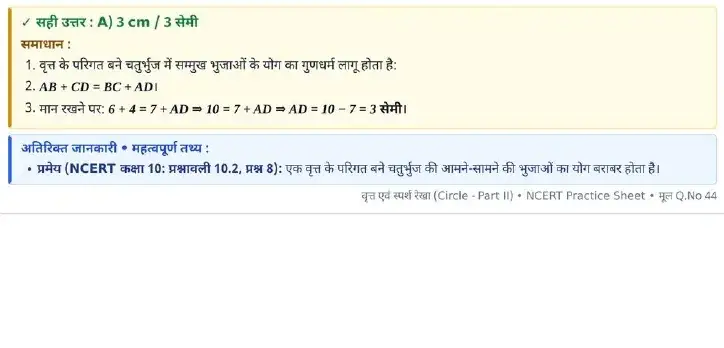 ✓ सही उत्तर : A) 3 cm / 3 सेमी
समाधान :
1. वृत्त के परिगत बने चतुर्भुज में सम्मुख भुजाओं के योग का गुणधर्म लागू होता है:
2. AB + CD = BC + AD।
3. मान रखने पर: 6 + 4 = 7 + AD ⇒ 10 = 7 + AD ⇒ AD = 10 − 7 = 3 सेमी।
अतिरिक्त जानकारी • महत्वपूर्ण तथ्य :
• प्रमेय (NCERT कक्षा 10: प्रश्नावली 10.2, प्रश्न 8): एक वृत्त के परिगत बने चतुर्भुज की आमने-सामने की भुजाओं का योग बराबर होता है।
वृत्त एवं स्पर्श रेखा (Circle - Part II) • NCERT Practice Sheet • मूल Q.No 44